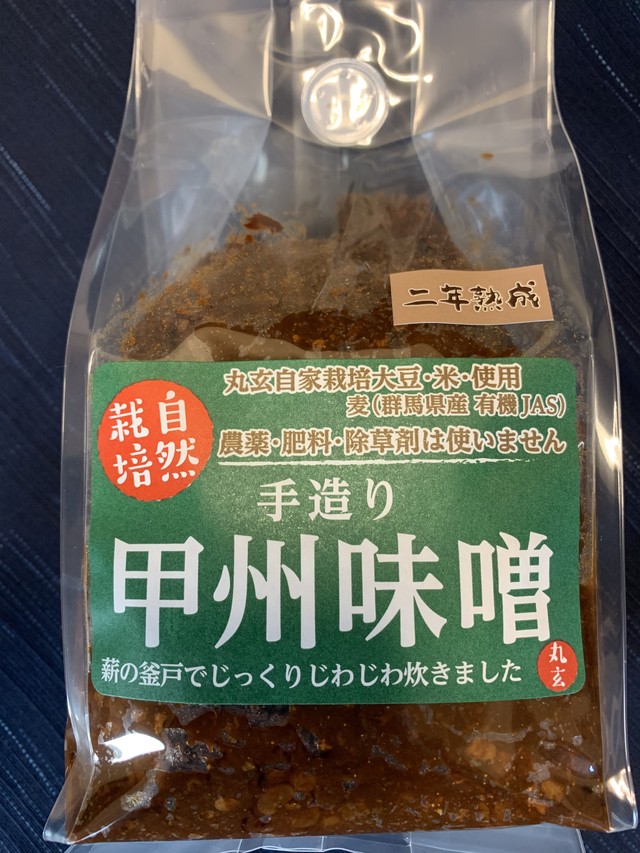 二年熟成
丸玄自家栽培大豆・米・使用
麦(群馬県産 有機JAS)
農薬・肥料・除草剤は使いません
自然
栽培
手造り
甲州味噌
薪の釜戸でじっくりじわじわ炊きました
丸玄